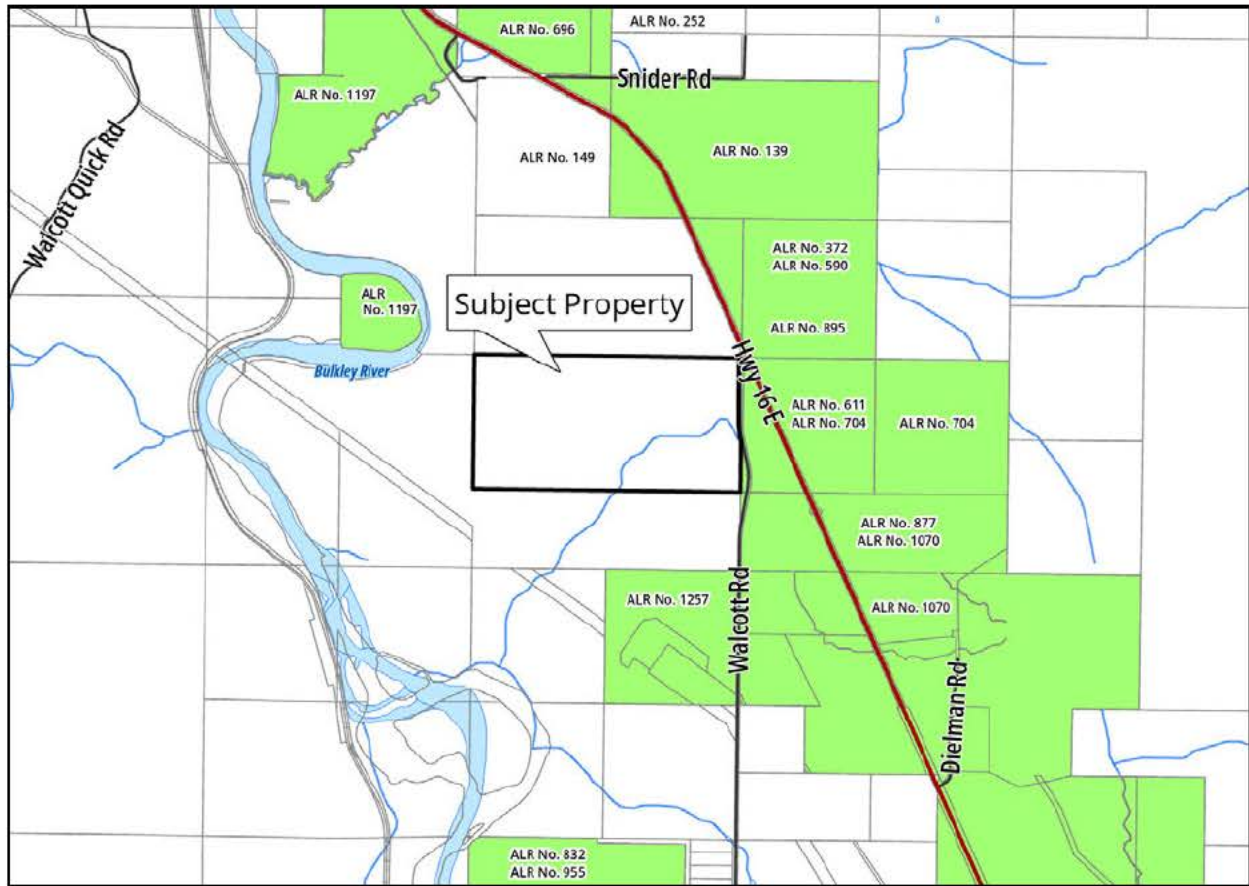 ALR No. 696
ALR No. 252
Snider Rd
ALR No. 1197
Walcott Quick Rd
ALR No. 149
ALR No. 139
ALR No. 372
ALR No. 590
ALR
No. 1197
Subject Property
ALR No. 895
Hwy 16 E
Bulkley River
ALR No. 611
ALR No. 704
ALR No. 704
ALR No. 877
ALR No. 1070
ALR No. 1257
Walcott Rd
ALR No. 1070
Dielman Rd
ALR No. 832
ALR No. 955